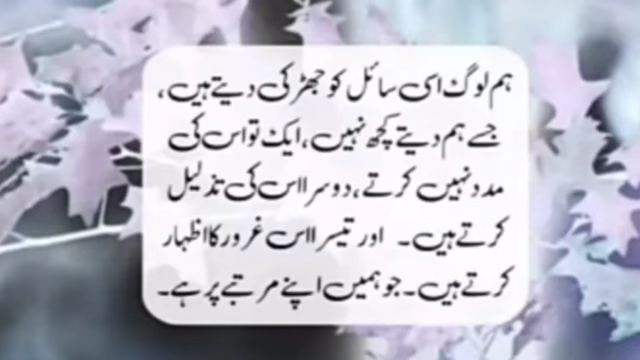 ہم لوگ اسی سائل کو جھڑکی دیتے ہیں،
جسے ہم دیتے کچھ نہیں، ایک تو اس کی
مدد نہیں کرتے، دوسرا اس کی تذلیل
کرتے ہیں۔ اور تیسرا اس غرور کا اظہار
کرتے ہیں۔ جو ہمیں اپنے مرتبے پر ہے۔